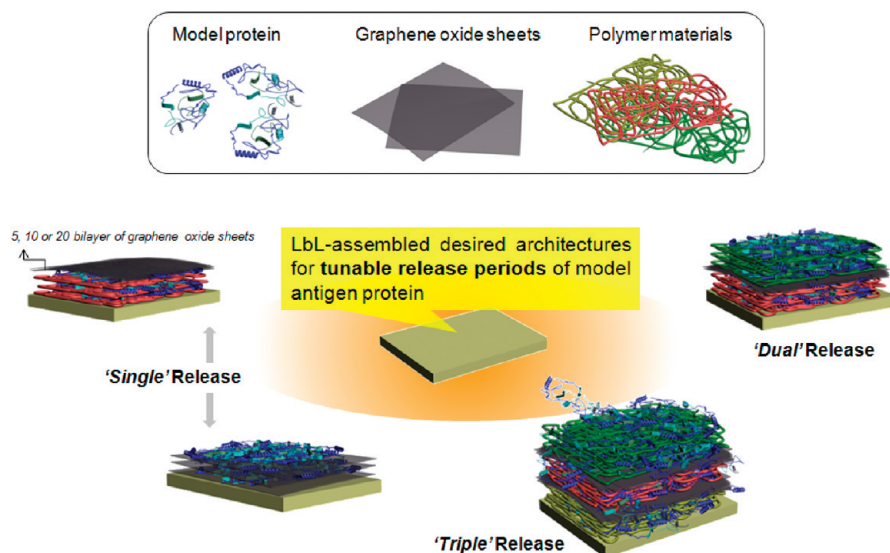 Model protein
Graphene oxide sheets
Polymer materials
5, 10 or 20 bilayer of graphene oxide sheets
LbL-assembled desired architectures
for tunable release periods of model
antigen protein
'Single' Release
'Dual' Release
'Triple' Release